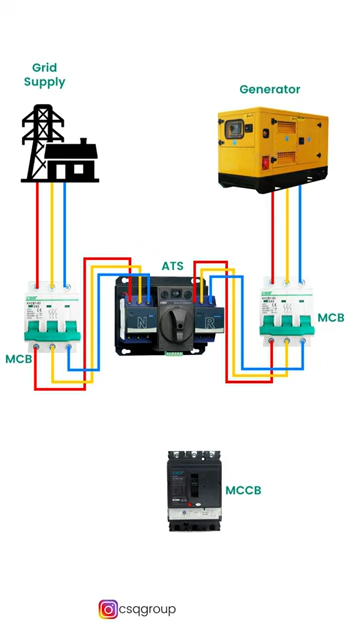 Grid
Supply
Generator
ATS
MCB
MCB
N
R
MCCB
csqgroup